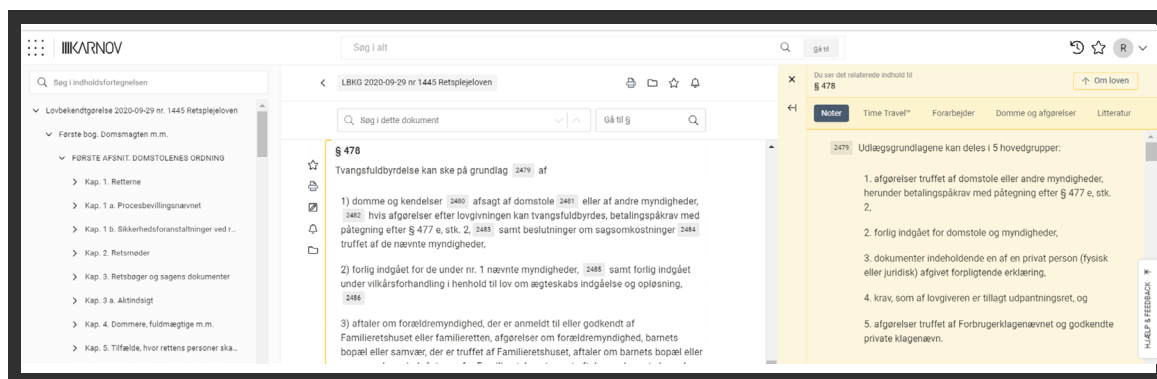 KARNOV
Søg i alt
Gå til
R
Søg i indholdsfortegnelsen
Lovbekendtgørelse 2020-09-29 nr. 1445 Retsplejeloven
Første bog. Domsmagten m.m.
FØRSTE AFSNIT. DOMSTOLENES ORDNING
Kap. 1. Retterne
Kap. 1 a. Procesbevillingsnævnet
Kap. 1 b. Sikkerhedsforanstaltninger ved r...
Kap. 2. Retsmøder
Kap. 3. Retsbøger og sagens dokumenter
Kap. 3 a. Aktindsigt
Kap. 4. Dommere, fuldmægtige m.m.
Kap. 5. Tilfælde, hvor rettens personer ska...
LBKG 2020-09-29 nr 1445 Retsplejeloven
Søg i dette dokument
Gå til §
§ 478
Tvangsfuldbyrdelse kan ske på grundlag 2479 af
1) domme og kendelser 2480 afsagt af domstole 2481 eller af andre myndigheder,
2482 hvis afgørelser efter lovgivningen kan tvangsfuldbyrdes, betalingspåkrav med
påtegning efter § 477 e, stk. 2, 2483 samt beslutninger om sagsomkostninger 2484
truffet af de nævnte myndigheder,
2) forlig indgået for de under nr. 1 nævnte myndigheder, 2485 samt forlig indgået
under vilkårsforhandling i henhold til lov om ægteskabs indgåelse og opløsning,
2486
3) aftaler om forældremyndighed, der er anmeldt til eller godkendt af
Familieretshuset eller familieretten, afgørelser om forældremyndighed, barnets
bopæl eller samvær, der er truffet af Familieretshuset, aftaler om barnets bopæl eller
Du ser det relaterede indhold til
§ 478
Om loven
Noter
Time Travel™
Forarbejder
Domme og afgørelser
Litteratur
2479 Udlægsgrundlagene kan deles i 5 hovedgrupper:
1. afgørelser truffet af domstole eller andre myndigheder,
herunder betalingspåkrav med påtegning efter § 477 e, stk.
2,
2. forlig indgået for domstole og myndigheder,
3. dokumenter indeholdende en af en privat person (fysisk
eller juridisk) afgivet forpligtende erklæring,
4. krav, som af lovgiveren er tillagt udpantningsret, og
5. afgørelser truffet af Forbrugerklagenævnet og godkendte
private klagenævn.
HJÆLP & FEEDBACK